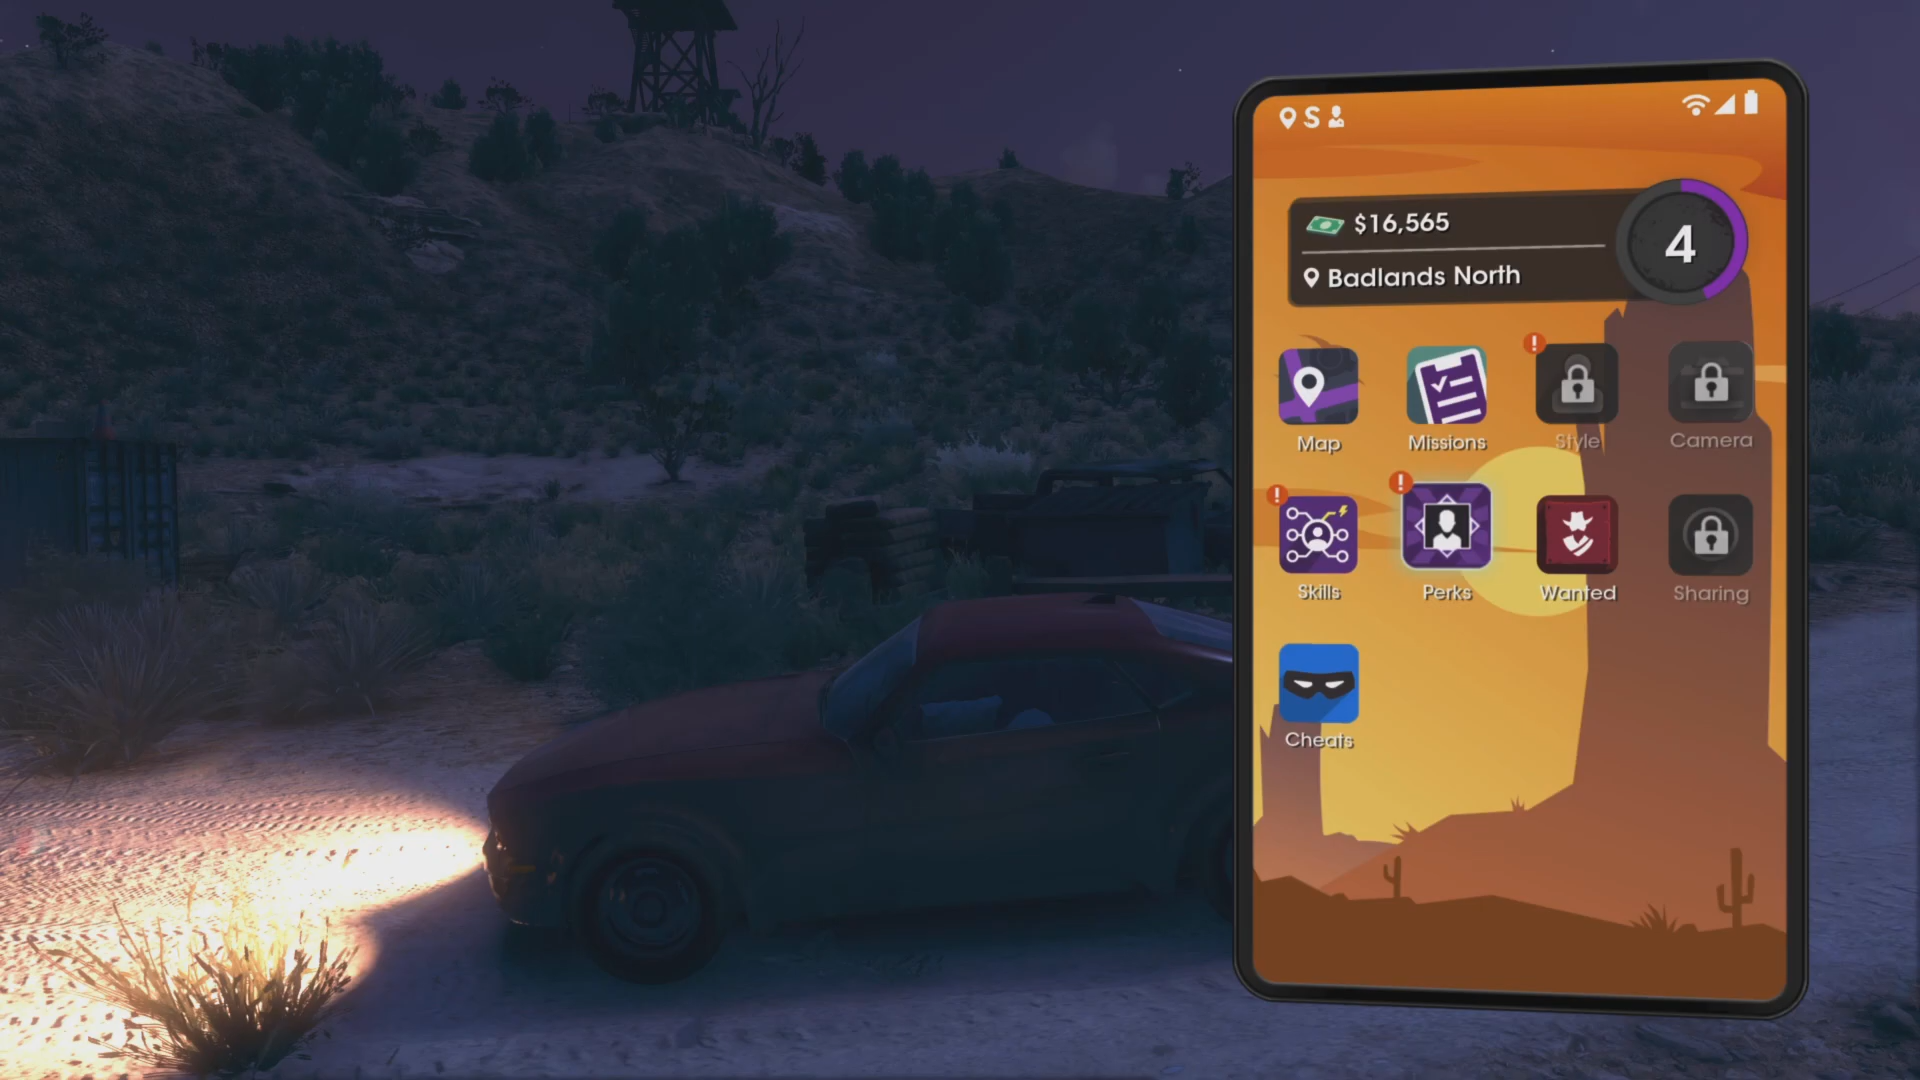 S
$16,565
4
Badlands North
Map
Missions
!
Style
Camera
!
Skills
!
Perks
Wanted
Sharing
Cheats